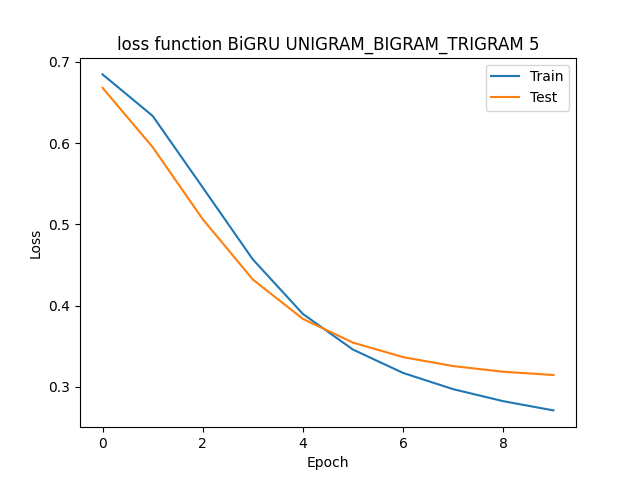 loss function BiGRU UNIGRAM_BIGRAM_TRIGRAM 5
Train
Test
0.7
0.6
0.5
0.4
0.3
Loss
0 2 4 6 8
Epoch